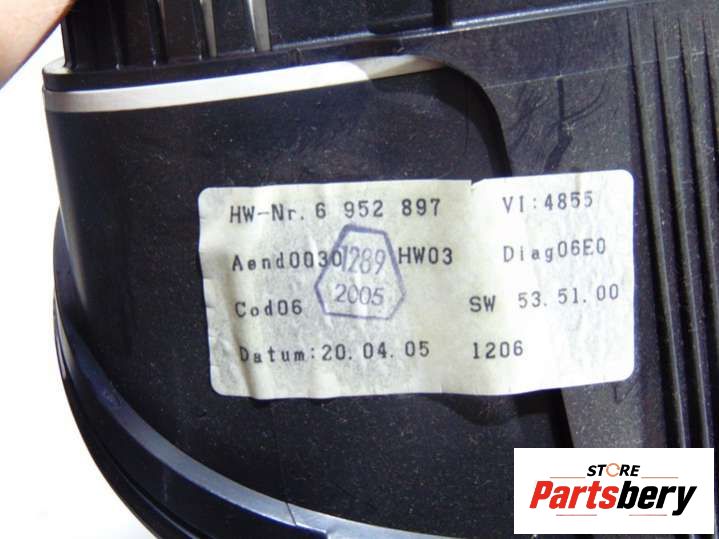 HW-Nr. 6 952 897 VI:4855
Aend0030 1289 HW03 Diag06E0
2005
Cod06 SW 53.51.00
Datum:20.04.05 1206
STORE
Partsbery